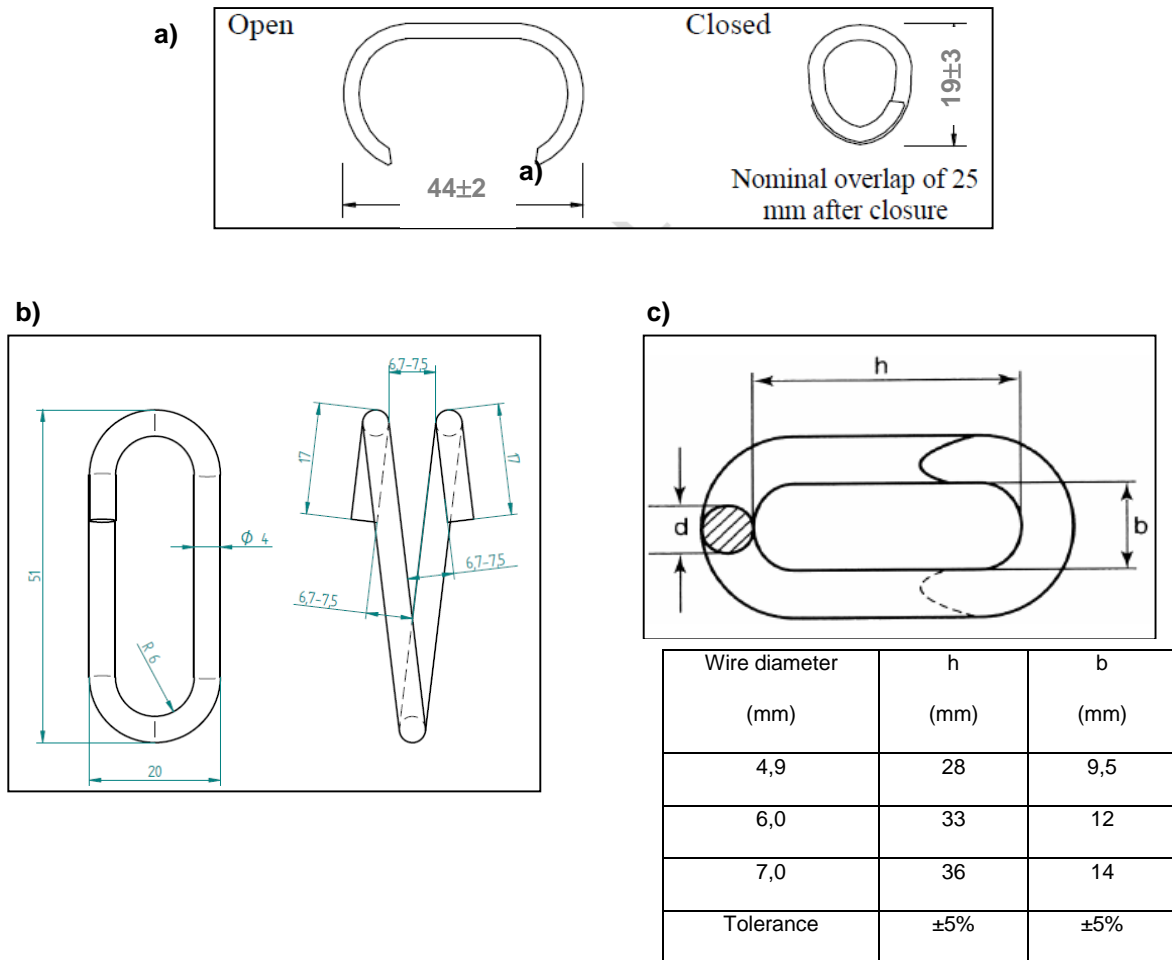 a)
Open
Closed
19±3
a)
44±2
Nominal overlap of 25
mm after closure
b)
c)
6,7-7,5
17
17
51
Φ 4
6,7-7,5
6,7-7,5
R 6
20
h
d
b
Wire diameter h b
(mm) (mm) (mm)
4,9 28 9,5
6,0 33 12
7,0 36 14
Tolerance ±5% ±5%